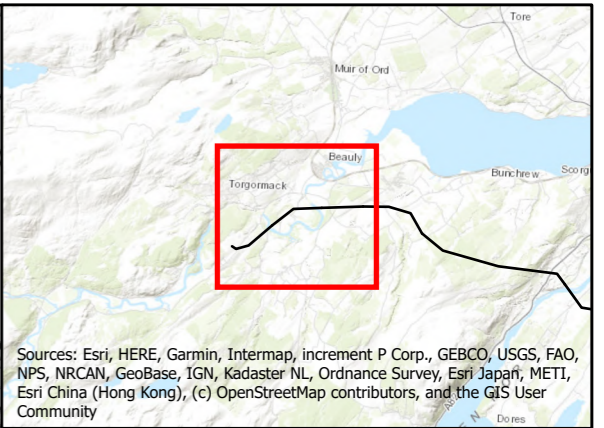 Tore
Muir of Ord
Beauly
Torgormack
Bunchrew
Scorg
Sources: Esri, HERE, Garmin, Intermap, increment P Corp., GEBCO, USGS, FAO,
NPS, NRCAN, GeoBase, IGN, Kadaster NL, Ordnance Survey, Esri Japan, METI,
Esri China (Hong Kong), (c) OpenStreetMap contributors, and the GIS User
Community
Dores